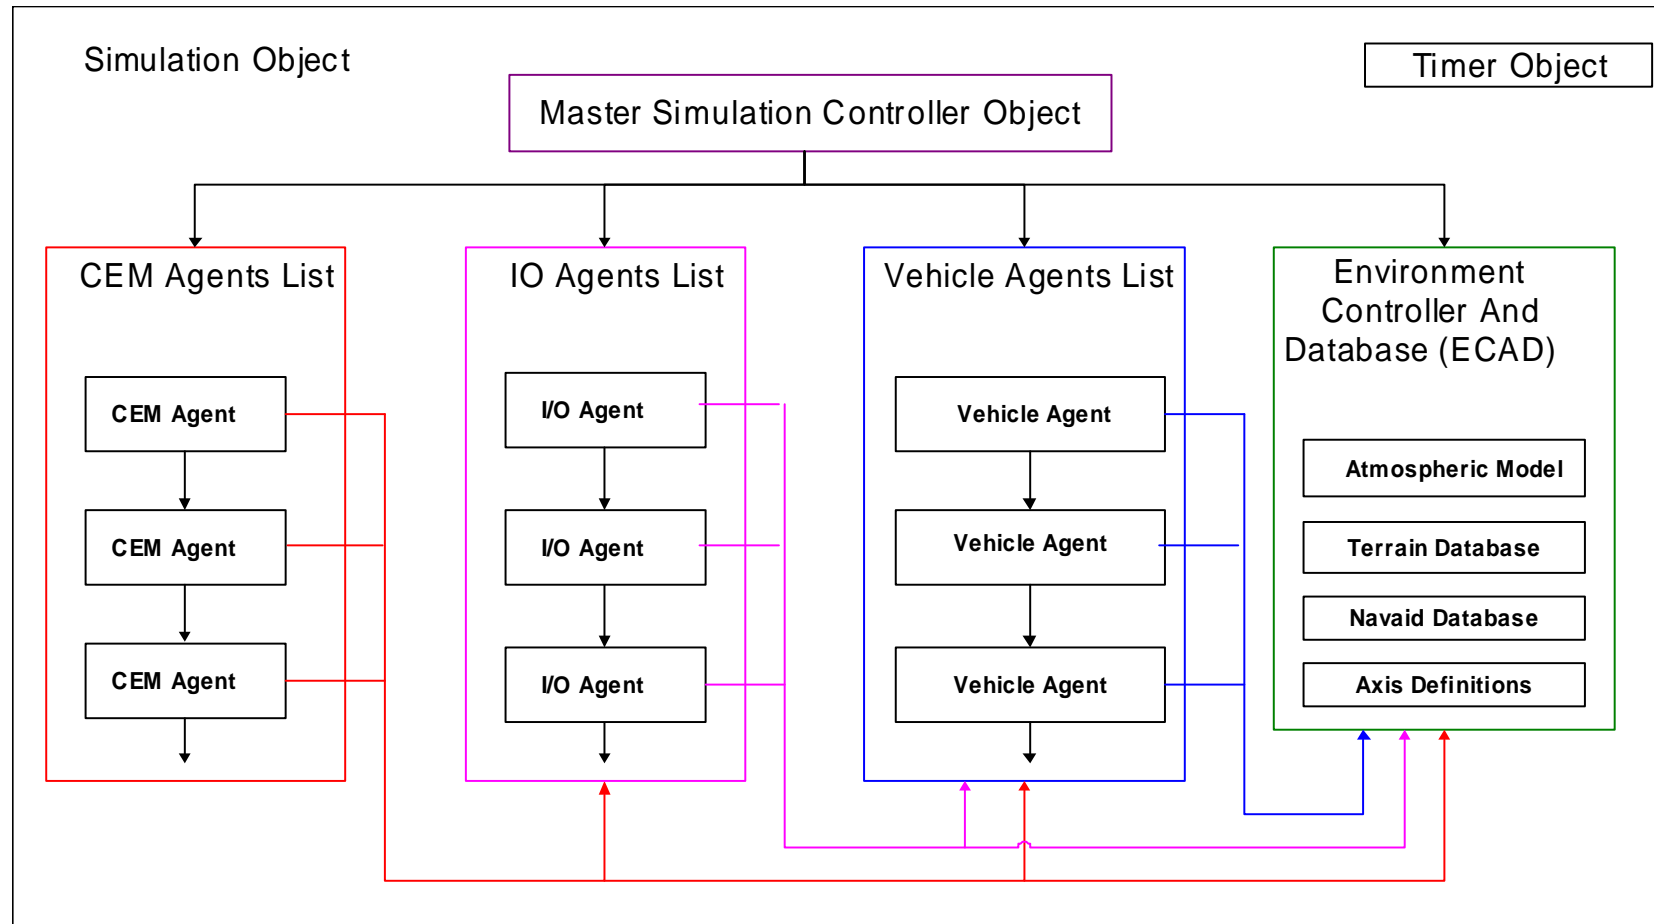 Simulation Object
Timer Object
Master Simulation Controller Object
CEM Agents List
CEM Agent
CEM Agent
CEM Agent
IO Agents List
I/O Agent
I/O Agent
I/O Agent
Vehicle Agents List
Vehicle Agent
Vehicle Agent
Vehicle Agent
Environment
Controller And
Database (ECAD)
Atmospheric Model
Terrain Database
Navaid Database
Axis Definitions